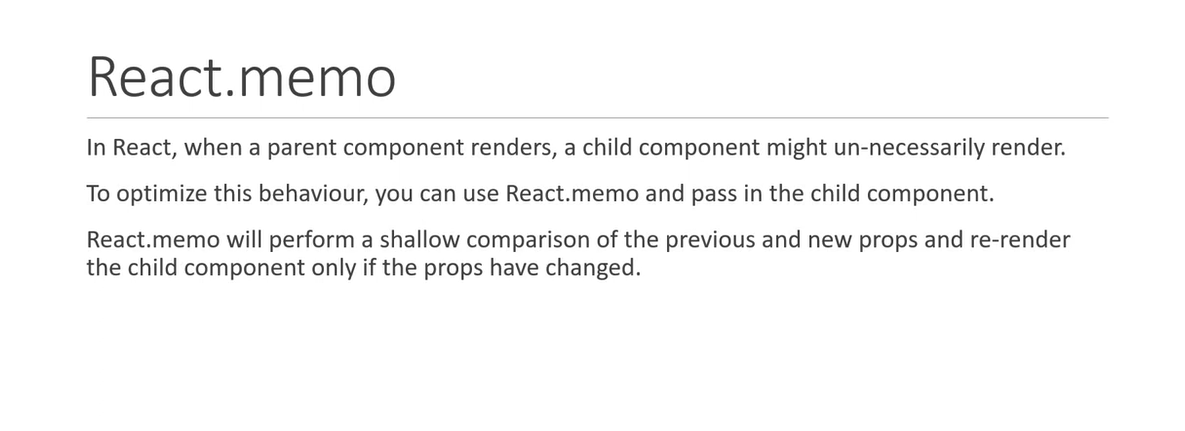 React.memo
In React, when a parent component renders, a child component might un-necessarily render.
To optimize this behaviour, you can use React.memo and pass in the child component.
React.memo will perform a shallow comparison of the previous and new props and re-render
the child component only if the props have changed.